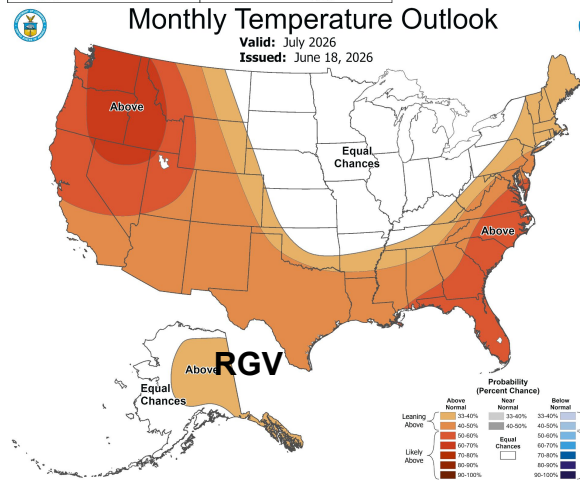 Monthly Temperature Outlook
Valid: July 2026
Issued: June 18, 2026
Above
Equal
Chances
Above
Above
RGV
Equal
Chances
Probability
(Percent Chance)
Above
Normal
Near
Normal
Below
Normal
Leaning
Above
33-40% 33-40% 33-40%
40-50% 40-50% 40-50%
Likely
Above
50-60% Equal
Chances 50-60%
60-70% 60-70%
70-80% 70-80%
80-90% 80-90%
90-100% 90-100%